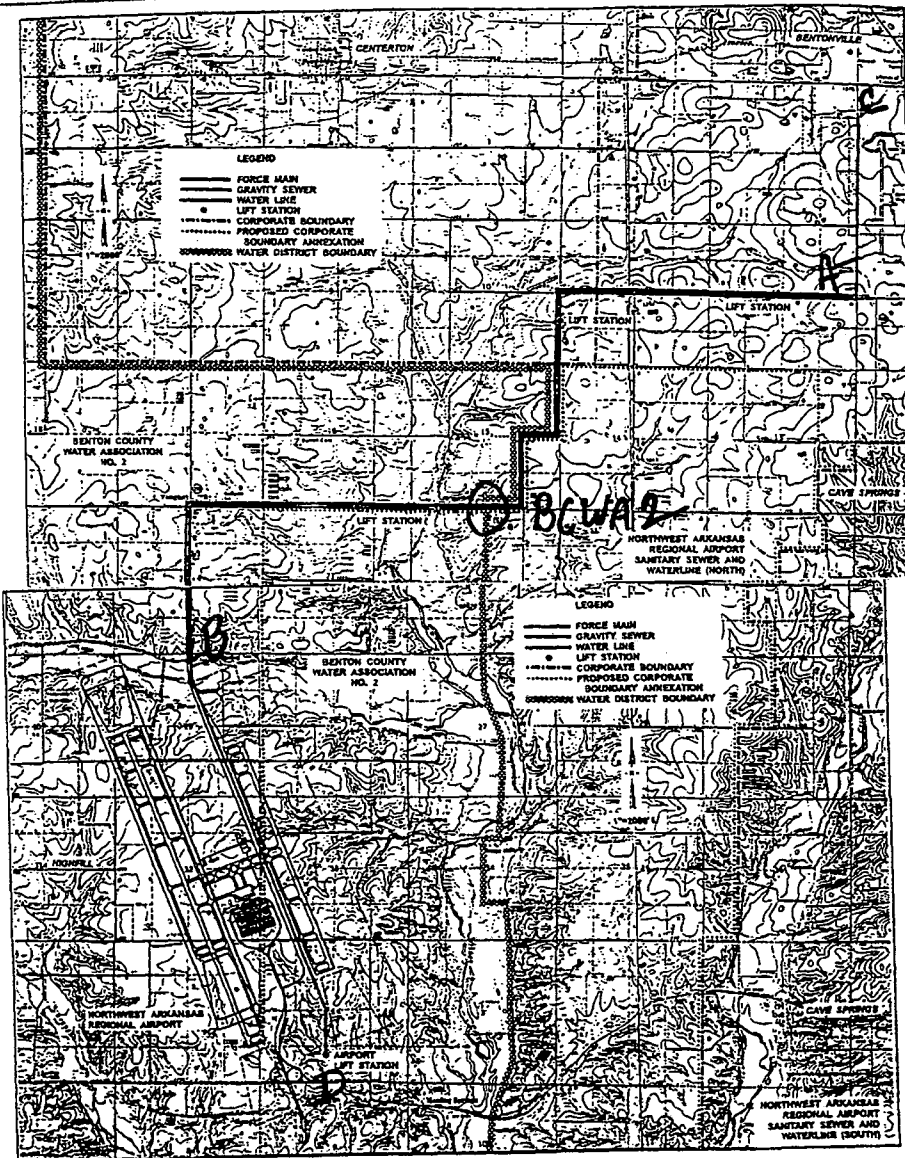 CENTERTON
BENTONVILLE
C
LEGEND
FORCE MAIN
GRAVITY SEWER
WATER LINE
LIFT STATION
CORPORATE BOUNDARY
PROPOSED CORPORATE
BOUNDARY ANNEXATION
WATER DISTRICT BOUNDARY
1"=2000'
A
LIFT STATION
LIFT STATION
BENTON COUNTY
WATER ASSOCIATION
NO. 2
CAVE SPRINGS
LIFT STATION
BCWA2
NORTHWEST ARKANSAS
REGIONAL AIRPORT
SANITARY SEWER AND
WATERLINE (NORTH)
LEGEND
FORCE MAIN
GRAVITY SEWER
WATER LINE
LIFT STATION
CORPORATE BOUNDARY
PROPOSED CORPORATE
BOUNDARY ANNEXATION
WATER DISTRICT BOUNDARY
B
BENTON COUNTY
WATER ASSOCIATION
NO. 2
1"=2000'
HIGHFILL
NORTHWEST ARKANSAS
REGIONAL AIRPORT
CAVE SPRINGS
AIRPORT
LIFT STATION
D
NORTHWEST ARKANSAS
REGIONAL AIRPORT
SANITARY SEWER AND
WATERLINE (SOUTH)